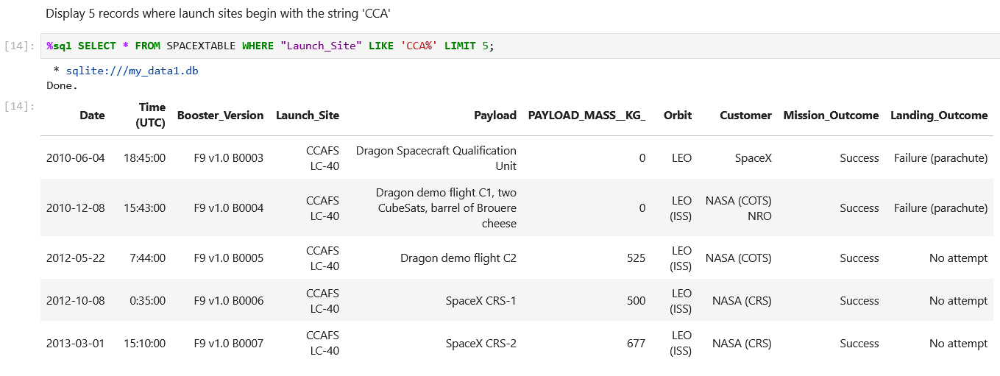 Display 5 records where launch sites begin with the string 'CCA'
[14]: %sql SELECT * FROM SPACEXTABLE WHERE "Launch_Site" LIKE 'CCA%' LIMIT 5;
* sqlite:///my_data1.db
Done.
[14]:
Date Time (UTC) Booster_Version Launch_Site Payload PAYLOAD_MASS__KG_ Orbit Customer Mission_Outcome Landing_Outcome
2010-06-04 18:45:00 F9 v1.0 B0003 CCAFS LC-40 Dragon Spacecraft Qualification Unit 0 LEO SpaceX Success Failure (parachute)
2010-12-08 15:43:00 F9 v1.0 B0004 CCAFS LC-40 Dragon demo flight C1, two CubeSats, barrel of Brouere cheese 0 LEO (ISS) NASA (COTS) NRO Success Failure (parachute)
2012-05-22 7:44:00 F9 v1.0 B0005 CCAFS LC-40 Dragon demo flight C2 525 LEO (ISS) NASA (COTS) Success No attempt
2012-10-08 0:35:00 F9 v1.0 B0006 CCAFS LC-40 SpaceX CRS-1 500 LEO (ISS) NASA (CRS) Success No attempt
2013-03-01 15:10:00 F9 v1.0 B0007 CCAFS LC-40 SpaceX CRS-2 677 LEO (ISS) NASA (CRS) Success No attempt